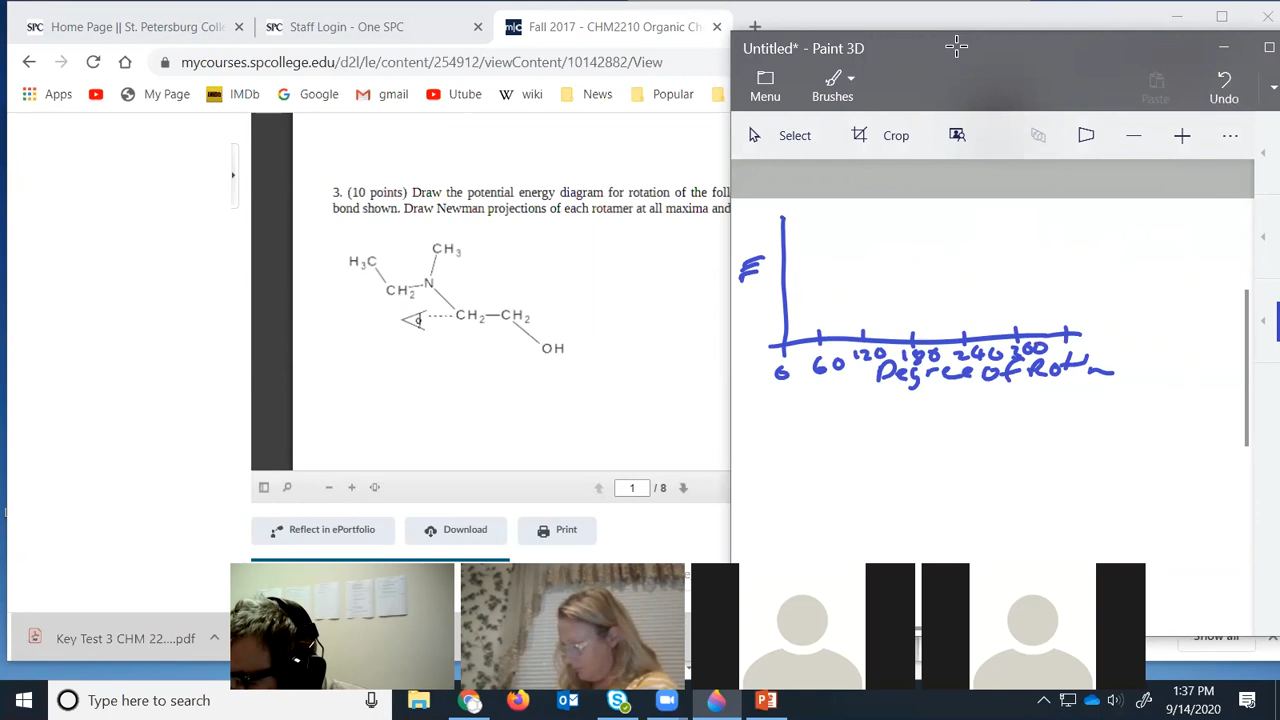 Home Page || St. Petersburg Colle
SPC Staff Login - One SPC
m|c Fall 2017 - CHM2210 Organic Ch
Untitled* - Paint 3D
mycourses.spcollege.edu/d2l/le/content/254912/viewContent/10142882/View
Menu
Brushes
Paste
Undo
Apps
My Page
IMDb
IMDb
Google
gmail
Utube
W wiki
News
Popular
Select
Crop
3. (10 points) Draw the potential energy diagram for rotation of the foll
bond shown. Draw Newman projections of each rotamer at all maxima and
CH3
H3C
N
CH2
CH2—CH2
OH
E
0 60 120 180 240 300
Degree of Rotn
1 / 8
Reflect in ePortfolio
Download
Print
Key Test 3 CHM 22....pdf
Show all
Type here to search
1:37 PM
9/14/2020